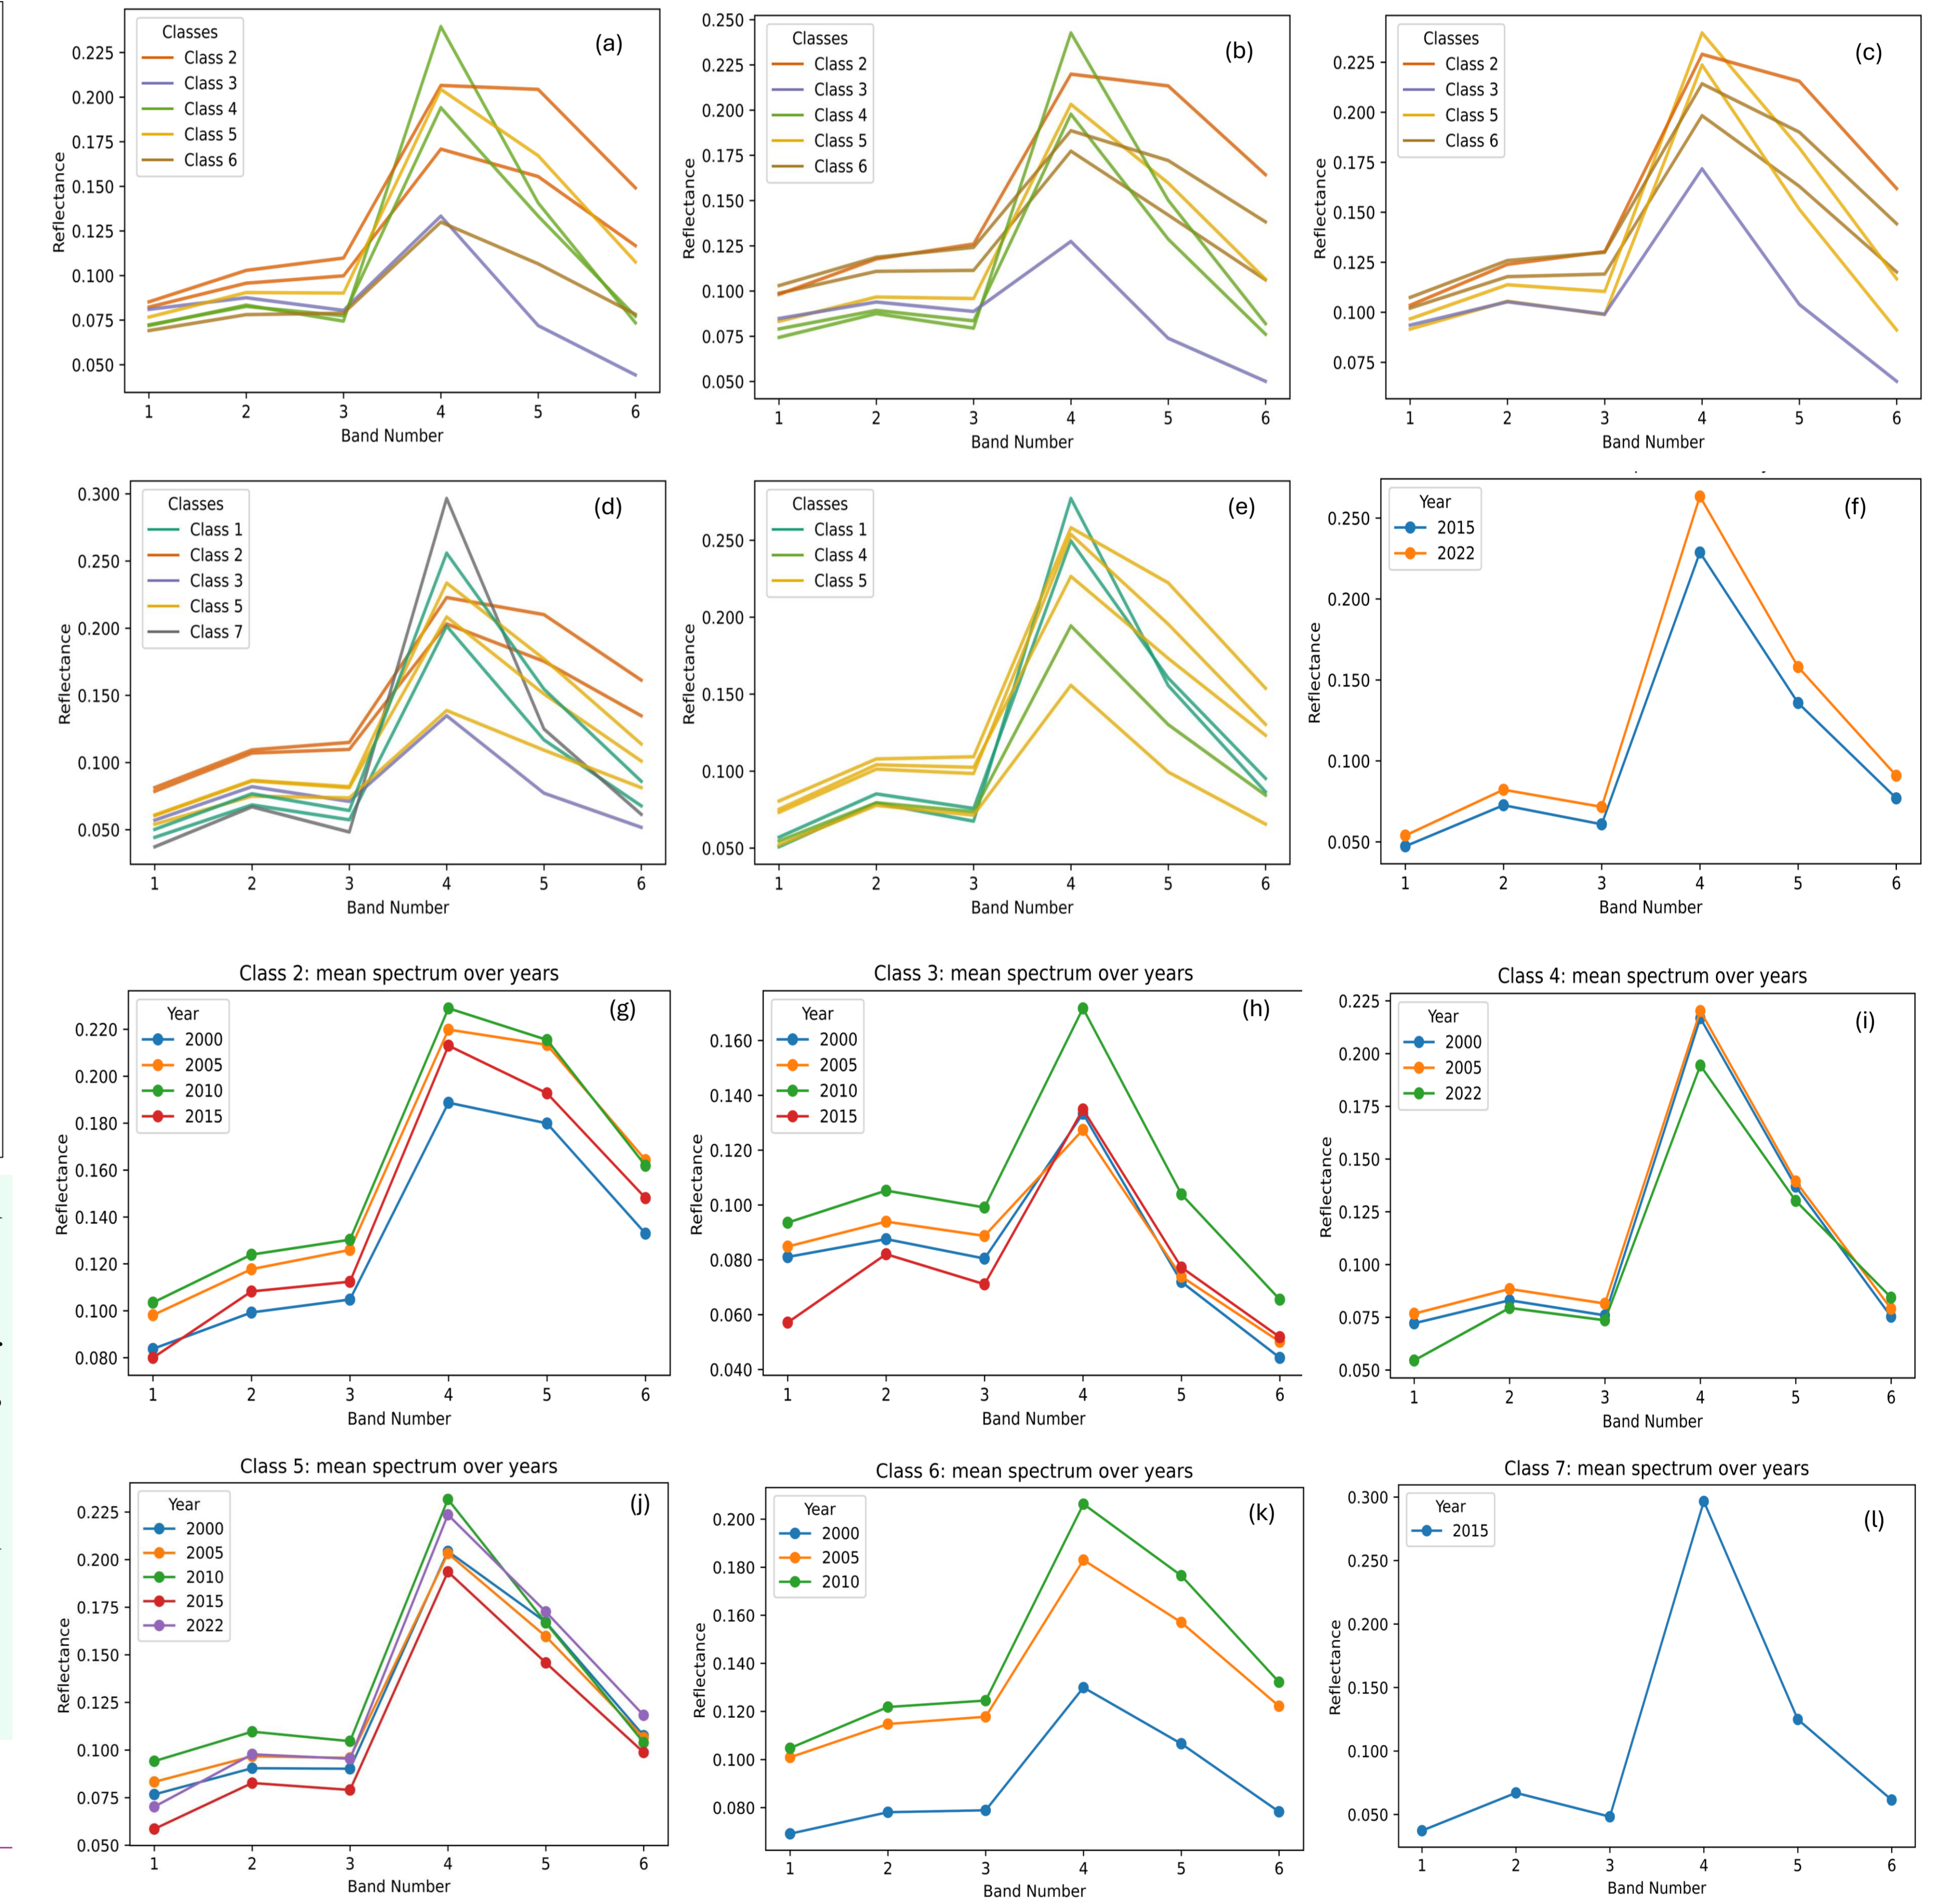 Classes
Class 2
Class 3
Class 4
Class 5
Class 6
(a)
0.225
0.200
0.175
0.150
0.125
0.100
0.075
0.050
Reflectance
1 2 3 4 5 6
Band Number
Classes
Class 2
Class 3
Class 4
Class 5
Class 6
(b)
0.250
0.225
0.200
0.175
0.150
0.125
0.100
0.075
0.050
Reflectance
1 2 3 4 5 6
Band Number
Classes
Class 2
Class 3
Class 5
Class 6
(c)
0.225
0.200
0.175
0.150
0.125
0.100
0.075
Reflectance
1 2 3 4 5 6
Band Number
Classes
Class 1
Class 2
Class 3
Class 5
Class 7
(d)
0.300
0.250
0.200
0.150
0.100
0.050
Reflectance
1 2 3 4 5 6
Band Number
Classes
Class 1
Class 4
Class 5
(e)
0.250
0.200
0.150
0.100
0.050
Reflectance
1 2 3 4 5 6
Band Number
Year
2015
2022
(f)
0.250
0.200
0.150
0.100
0.050
Reflectance
1 2 3 4 5 6
Band Number
Class 2: mean spectrum over years
Year
2000
2005
2010
2015
(g)
0.220
0.200
0.180
0.160
0.140
0.120
0.100
0.080
Reflectance
1 2 3 4 5 6
Band Number
Class 3: mean spectrum over years
Year
2000
2005
2010
2015
(h)
0.160
0.140
0.120
0.100
0.080
0.060
0.040
Reflectance
1 2 3 4 5 6
Band Number
Class 4: mean spectrum over years
Year
2000
2005
2022
(i)
0.225
0.200
0.175
0.150
0.125
0.100
0.075
0.050
Reflectance
1 2 3 4 5 6
Band Number
Class 5: mean spectrum over years
Year
2000
2005
2010
2015
2022
(j)
0.225
0.200
0.175
0.150
0.125
0.100
0.075
0.050
Reflectance
1 2 3 4 5 6
Band Number
Class 6: mean spectrum over years
Year
2000
2005
2010
(k)
0.200
0.180
0.160
0.140
0.120
0.100
0.080
Reflectance
1 2 3 4 5 6
Band Number
Class 7: mean spectrum over years
Year
2015
(l)
0.300
0.250
0.200
0.150
0.100
0.050
Reflectance
1 2 3 4 5 6
Band Number